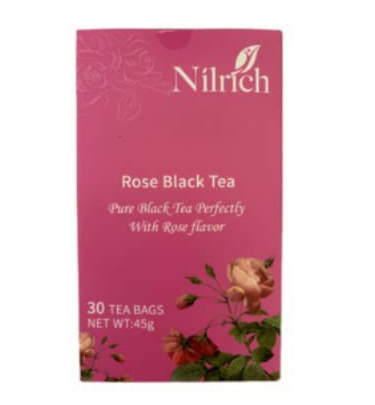 Nilrich
Rose Black Tea
Pure Black Tea Perfectly
With Rose flavor
30 TEA BAGS
NET WT:45g